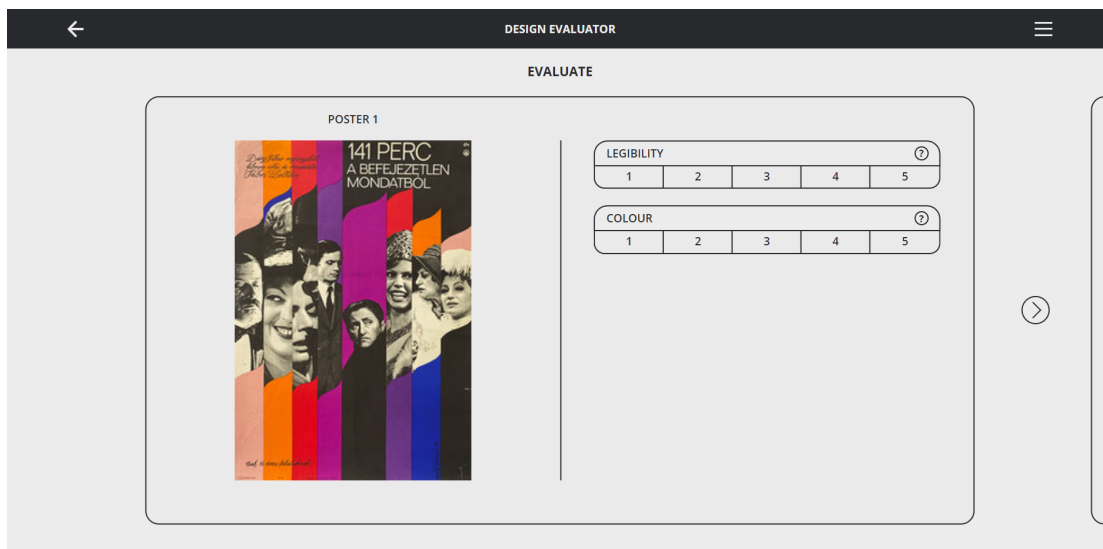 DESIGN EVALUATOR
EVALUATE
POSTER 1
141 PERC
A BEFEJEZETLEN
MONDATBÓL
LEGIBILITY ?
1 2 3 4 5
COLOUR ?
1 2 3 4 5